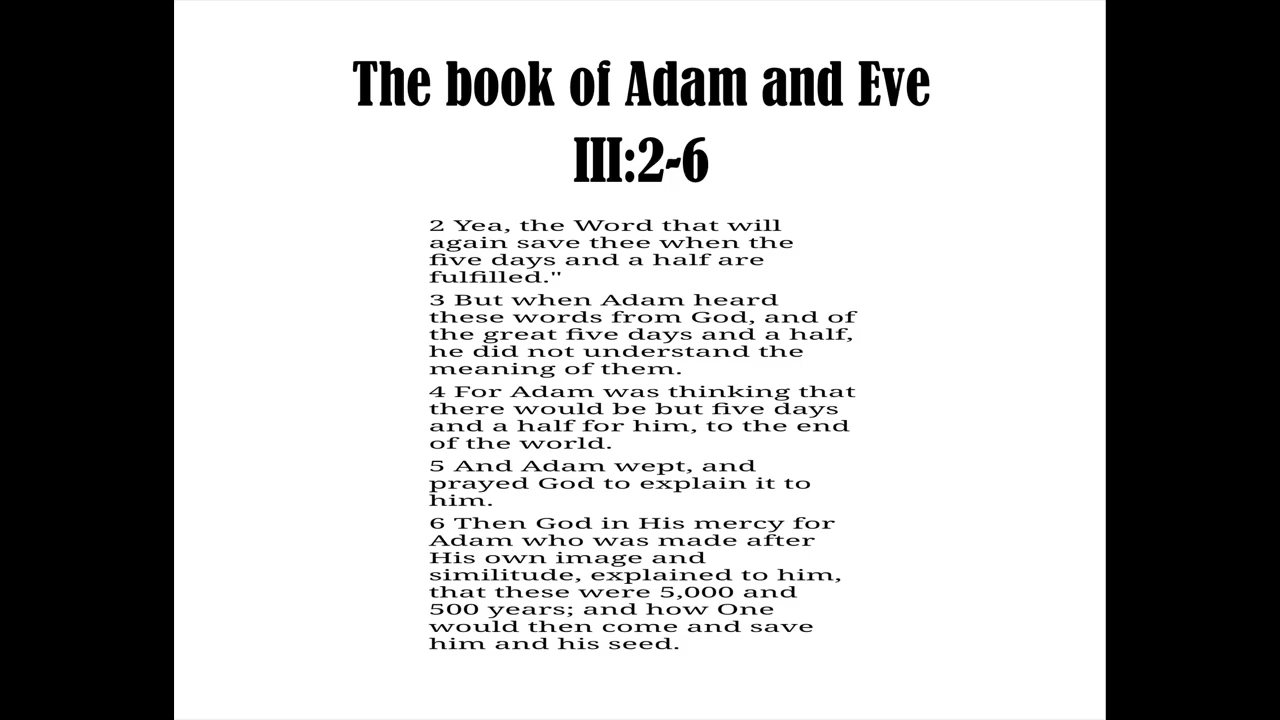 The book of Adam and Eve
III:2-6
2 Yea, the Word that will
again save thee when the
five days and a half are
fulfilled."
3 But when Adam heard
these words from God, and of
the great five days and a half,
he did not understand the
meaning of them.
4 For Adam was thinking that
there would be but five days
and a half for him, to the end
of the world.
5 And Adam wept, and
prayed God to explain it to
him.
6 Then God in His mercy for
Adam who was made after
His own image and
similitude, explained to him,
that these were 5,000 and
500 years; and how One
would then come and save
him and his seed.